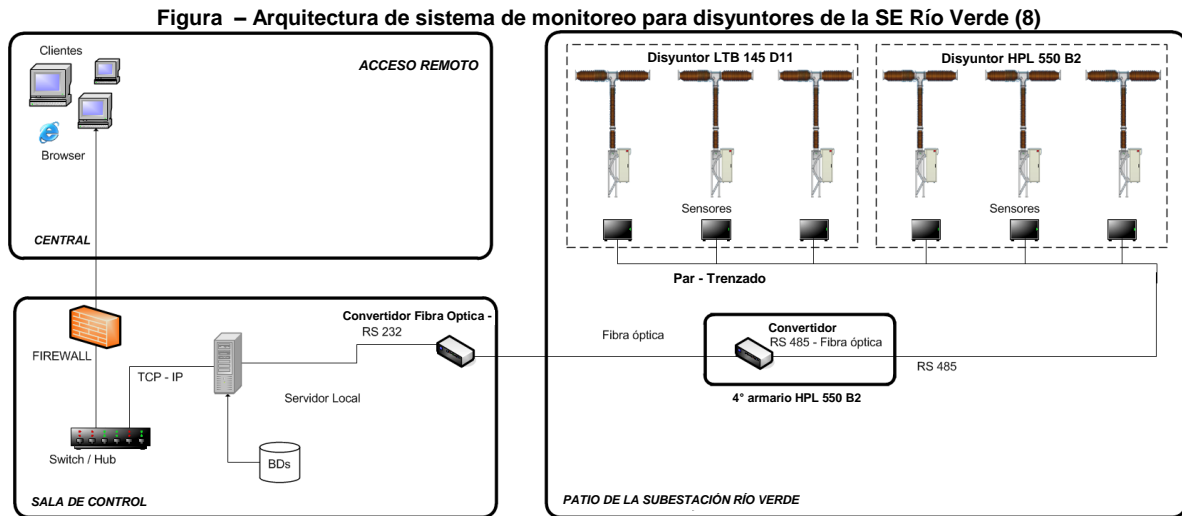 Figura – Arquitectura de sistema de monitoreo para disyuntores de la SE Río Verde (8)
Clientes
ACCESO REMOTO
Browser
CENTRAL
Disyuntor LTB 145 D11
Disyuntor HPL 550 B2
Sensores
Sensores
Par - Trenzado
FIREWALL
TCP - IP
Convertidor Fibra Optica -
RS 232
Servidor Local
Switch / Hub
BDs
SALA DE CONTROL
Fibra óptica
Convertidor
RS 485 - Fibra óptica
RS 485
4° armario HPL 550 B2
PATIO DE LA SUBESTACIÓN RÍO VERDE